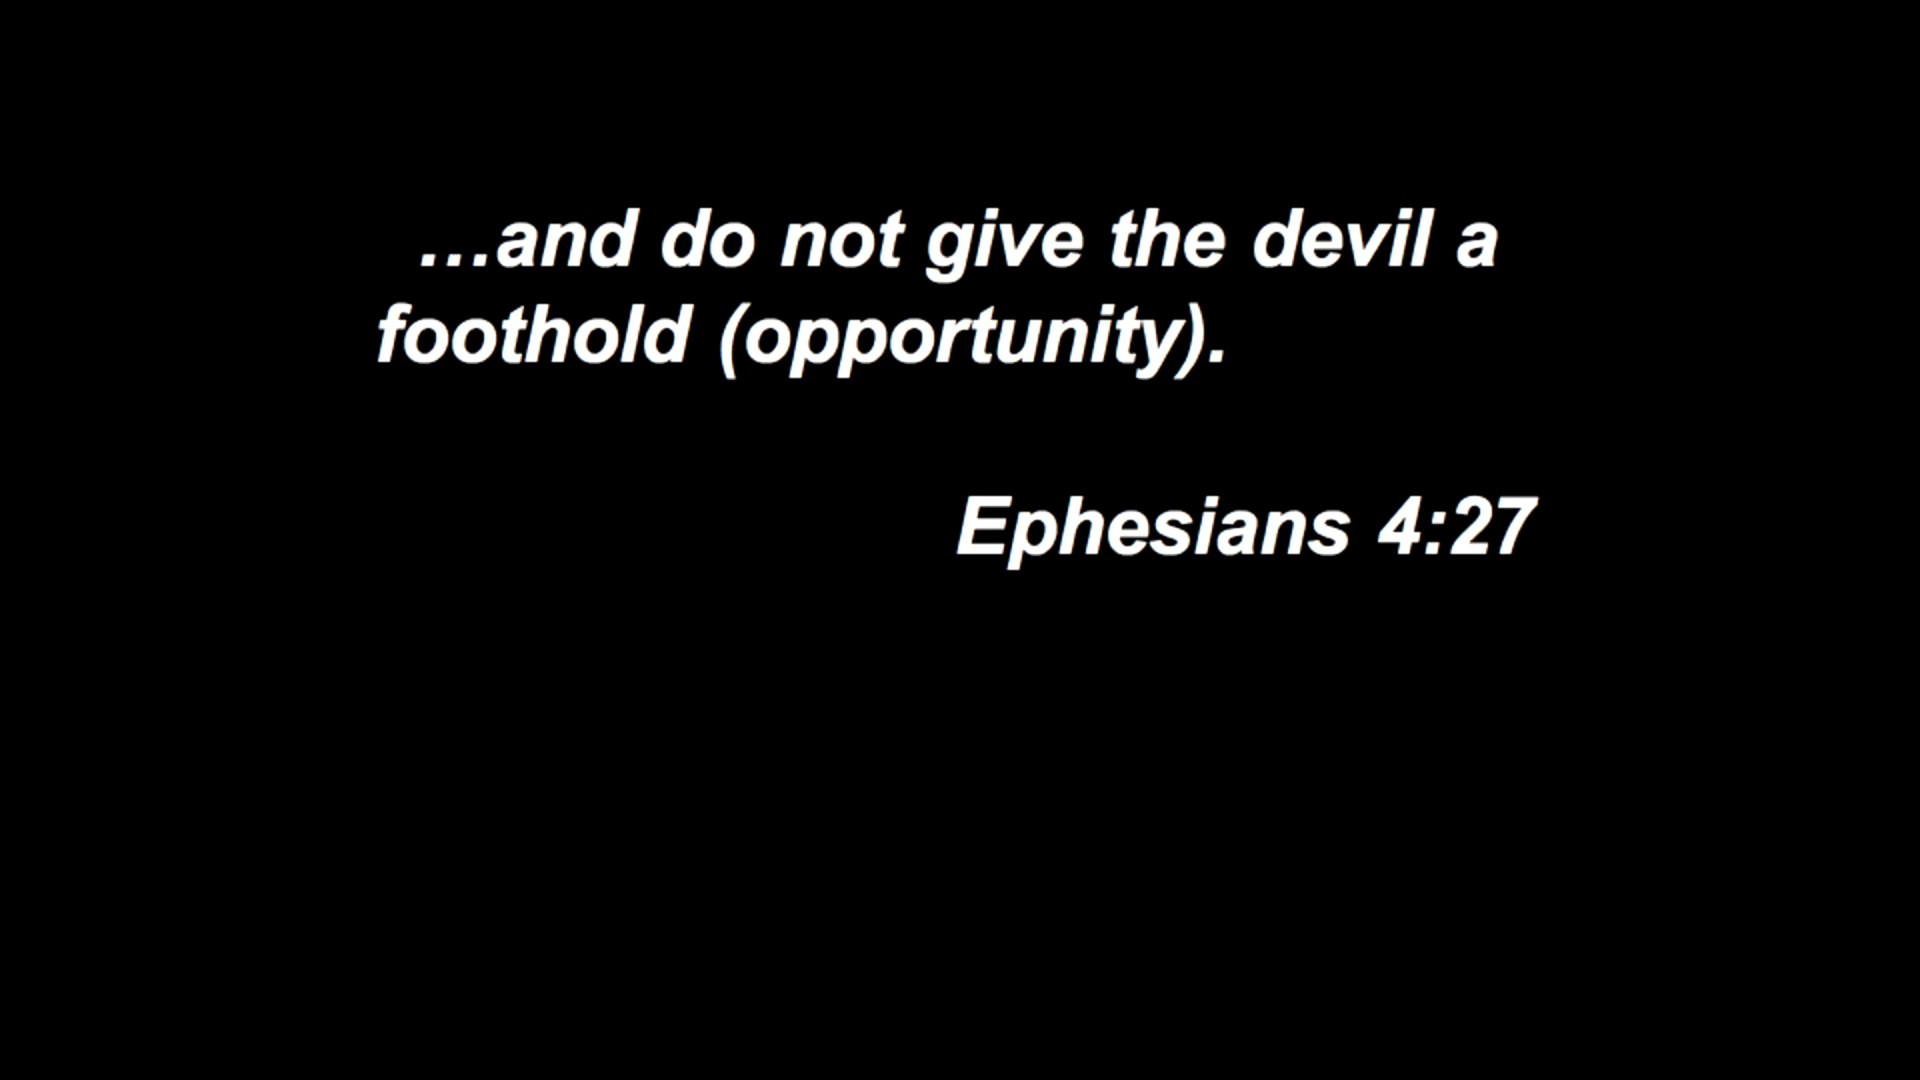 …and do not give the devil a
foothold (opportunity).
Ephesians 4:27